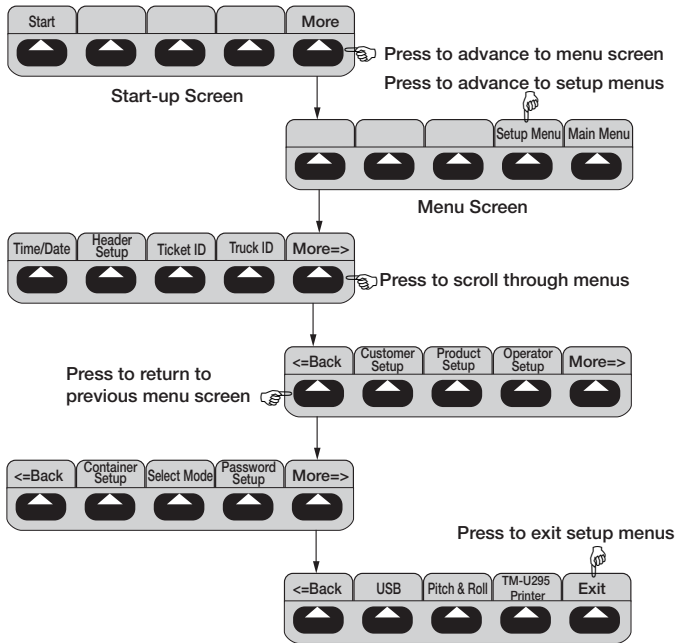 Start
More
Press to advance to menu screen
Press to advance to setup menus
Start-up Screen
Setup Menu
Main Menu
Menu Screen
Time/Date
Header
Setup
Ticket ID
Truck ID
More=>
Press to scroll through menus
<=Back
Customer
Setup
Product
Setup
Operator
Setup
More=>
Press to return to
previous menu screen
<=Back
Container
Setup
Select Mode
Password
Setup
More=>
Press to exit setup menus
<=Back
USB
Pitch & Roll
TM-U295
Printer
Exit